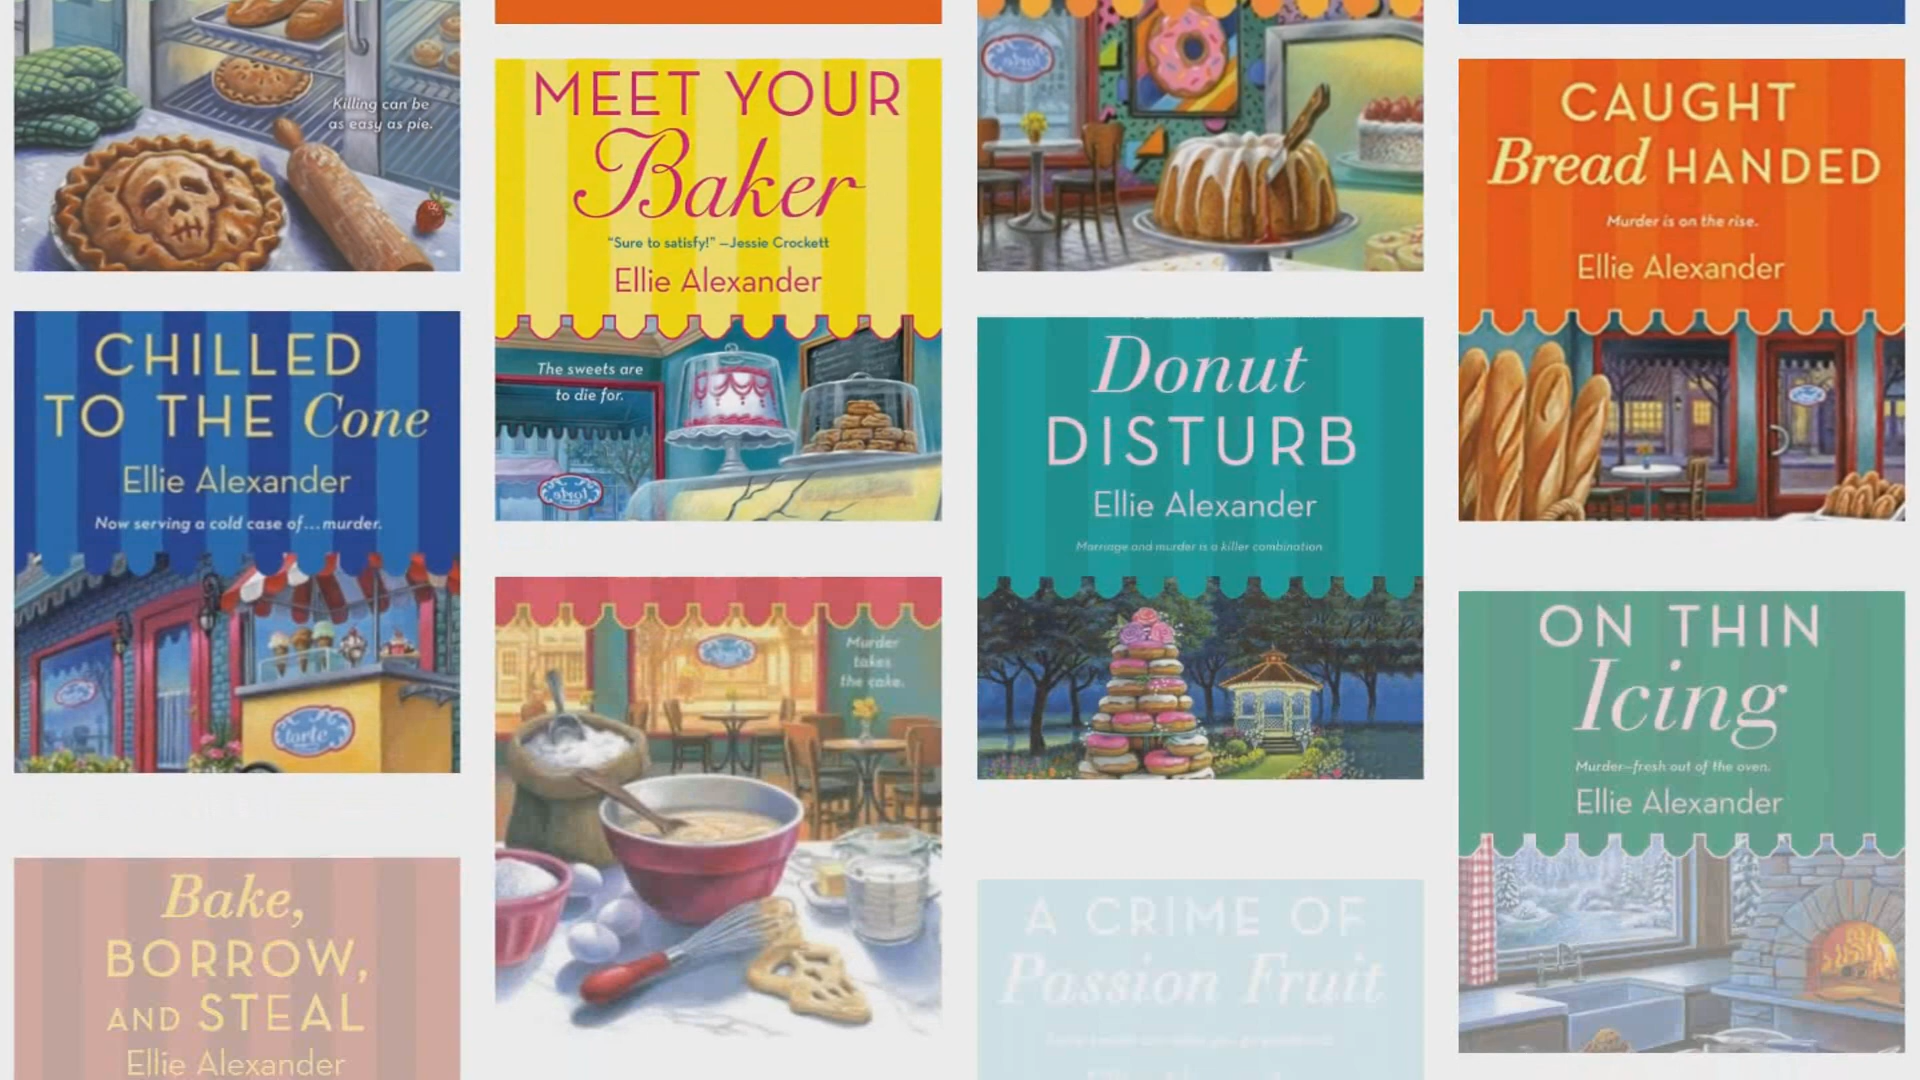 Killing can be
as easy as pie.
CHILLED
TO THE Cone
Ellie Alexander
Now serving a cold case of...murder.
torte
Bake,
BORROW,
AND STEAL
Ellie Alexander
MEET YOUR
Baker
"Sure to satisfy!" —Jessie Crockett
Ellie Alexander
The sweets are
to die for.
torte
Murder
takes
the cake.
Donut
DISTURB
Ellie Alexander
Marriage and murder is a killer combination.
A CRIME OF
Passion Fruit
CAUGHT
Bread HANDED
Murder is on the rise.
Ellie Alexander
ON THIN
Icing
Murder—fresh out of the oven.
Ellie Alexander